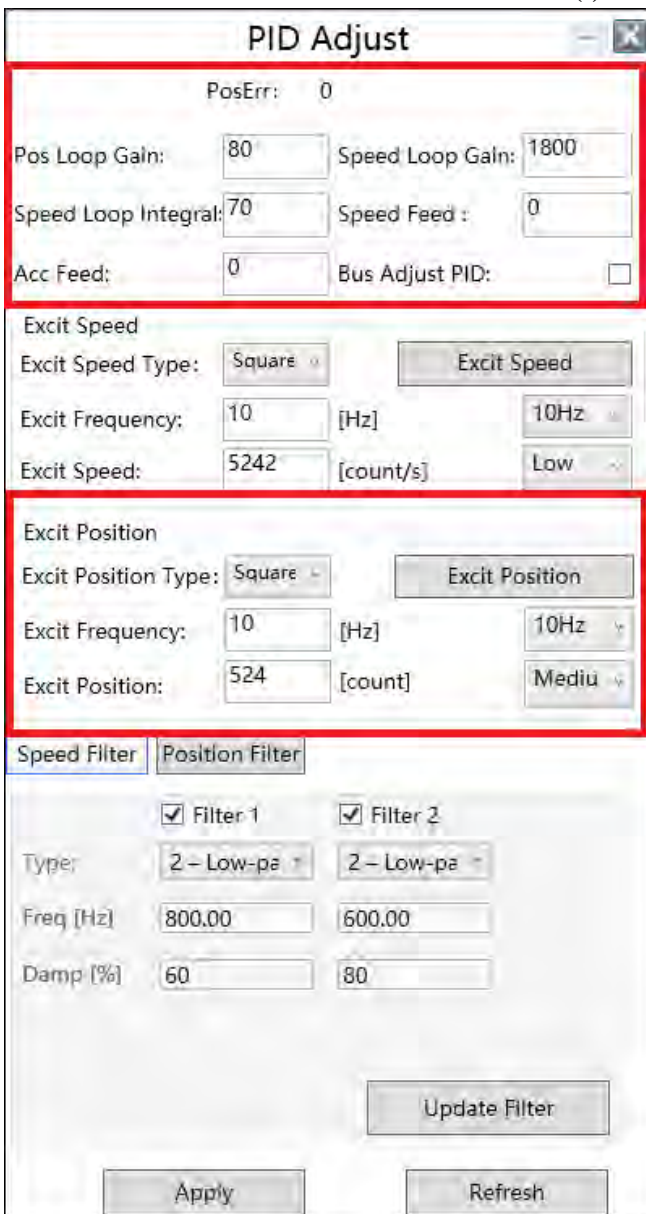 PID Adjust
PosErr: 0
Pos Loop Gain: 80 Speed Loop Gain: 1800
Speed Loop Integral: 70 Speed Feed : 0
Acc Feed: 0 Bus Adjust PID:
Excit Speed
Excit Speed Type: Square Excit Speed
Excit Frequency: 10 [Hz] 10Hz
Excit Speed: 5242 [count/s] Low
Excit Position
Excit Position Type: Square Excit Position
Excit Frequency: 10 [Hz] 10Hz
Excit Position: 524 [count] Mediu
Speed Filter Position Filter
Filter 1 Filter 2
Type: 2 – Low-pa 2 – Low-pa
Freq [Hz] 800.00 600.00
Damp [%] 60 80
Update Filter
Apply Refresh